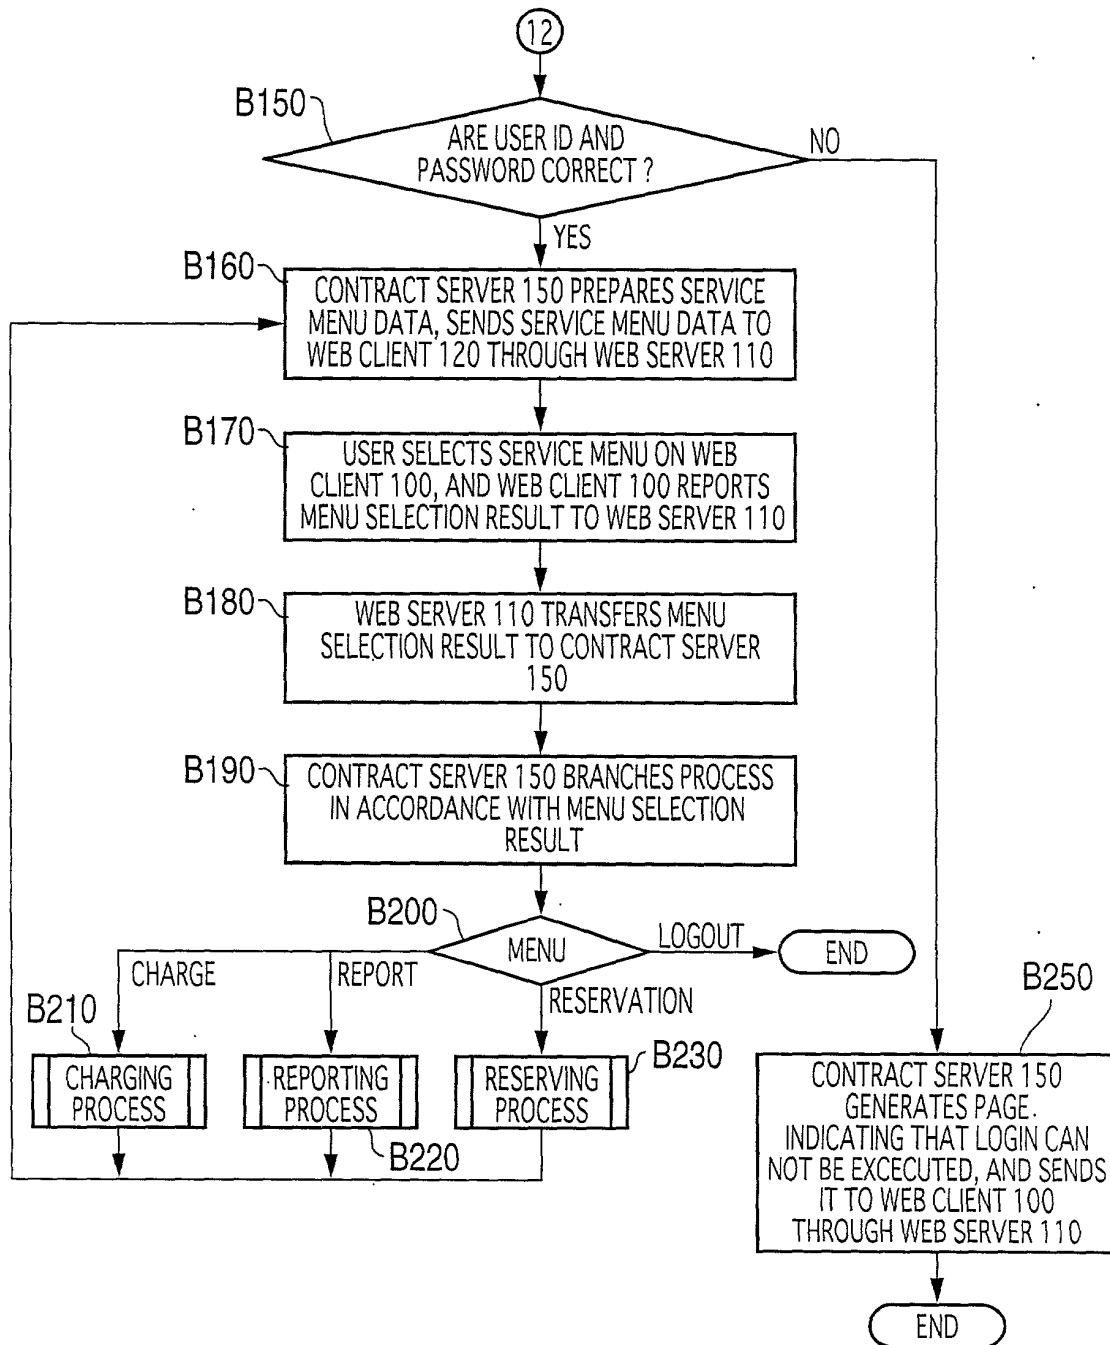 12
B150
ARE USER ID AND
PASSWORD CORRECT ?
NO
YES
B160
CONTRACT SERVER 150 PREPARES SERVICE
MENU DATA, SENDS SERVICE MENU DATA TO
WEB CLIENT 120 THROUGH WEB SERVER 110
B170
USER SELECTS SERVICE MENU ON WEB
CLIENT 100, AND WEB CLIENT 100 REPORTS
MENU SELECTION RESULT TO WEB SERVER 110
B180
WEB SERVER 110 TRANSFERS MENU
SELECTION RESULT TO CONTRACT SERVER
150
B190
CONTRACT SERVER 150 BRANCHES PROCESS
IN ACCORDANCE WITH MENU SELECTION
RESULT
B200
MENU
LOGOUT
END
CHARGE
REPORT
RESERVATION
B210
CHARGING
PROCESS
REPORTING
PROCESS
B220
RESERVING
PROCESS
B230
B250
CONTRACT SERVER 150
GENERATES PAGE.
INDICATING THAT LOGIN CAN
NOT BE EXCECUTED, AND SENDS
IT TO WEB CLIENT 100
THROUGH WEB SERVER 110
END